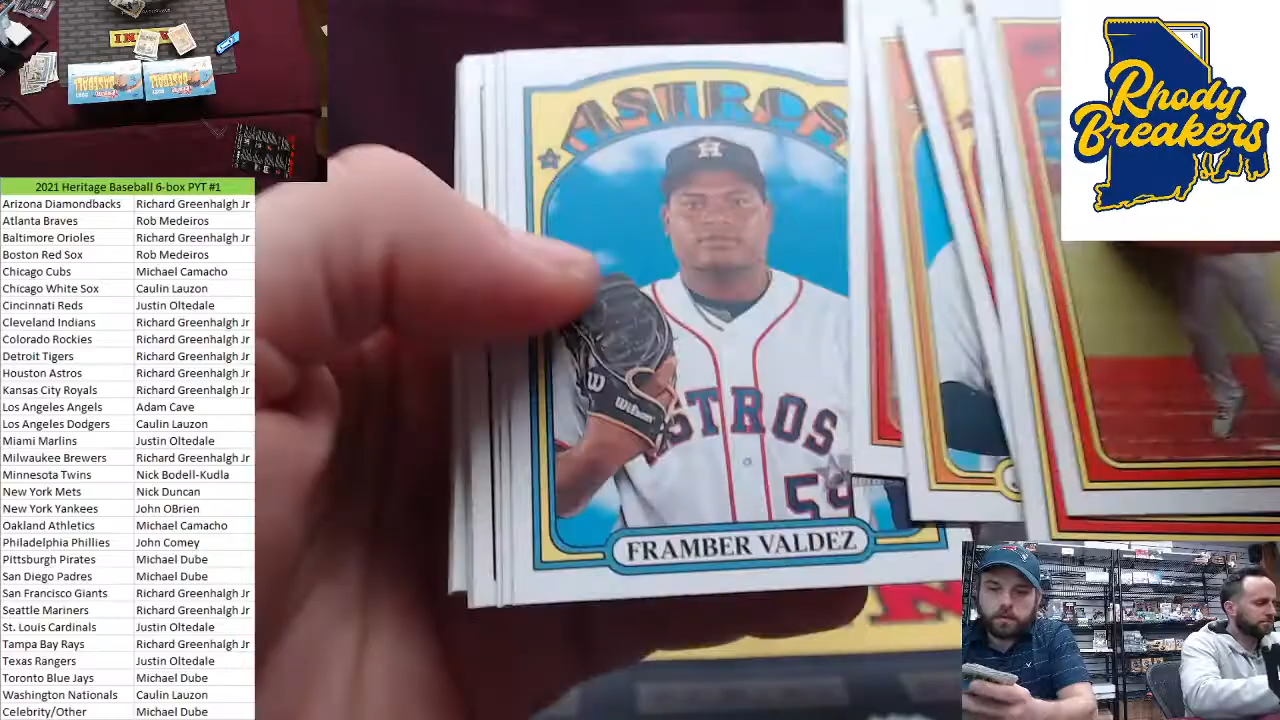 2021 Heritage Baseball 6-box PYT #1
Arizona Diamondbacks Richard Greenhalgh Jr
Atlanta Braves Rob Medeiros
Baltimore Orioles Richard Greenhalgh Jr
Boston Red Sox Rob Medeiros
Chicago Cubs Michael Camacho
Chicago White Sox Caulin Lauzon
Cincinnati Reds Justin Oltedale
Cleveland Indians Richard Greenhalgh Jr
Colorado Rockies Richard Greenhalgh Jr
Detroit Tigers Richard Greenhalgh Jr
Houston Astros Richard Greenhalgh Jr
Kansas City Royals Richard Greenhalgh Jr
Los Angeles Angels Adam Cave
Los Angeles Dodgers Caulin Lauzon
Miami Marlins Justin Oltedale
Milwaukee Brewers Richard Greenhalgh Jr
Minnesota Twins Nick Bodell-Kudla
New York Mets Nick Duncan
New York Yankees John OBrien
Oakland Athletics Michael Camacho
Philadelphia Phillies John Comey
Pittsburgh Pirates Michael Dube
San Diego Padres Michael Dube
San Francisco Giants Richard Greenhalgh Jr
Seattle Mariners Richard Greenhalgh Jr
St. Louis Cardinals Justin Oltedale
Tampa Bay Rays Richard Greenhalgh Jr
Texas Rangers Justin Oltedale
Toronto Blue Jays Michael Dube
Washington Nationals Caulin Lauzon
Celebrity/Other Michael Dube
ASTROS
H
W
Wilson
ASTROS
59
FRAMBER VALDEZ
1/1
Rhody
Breakers